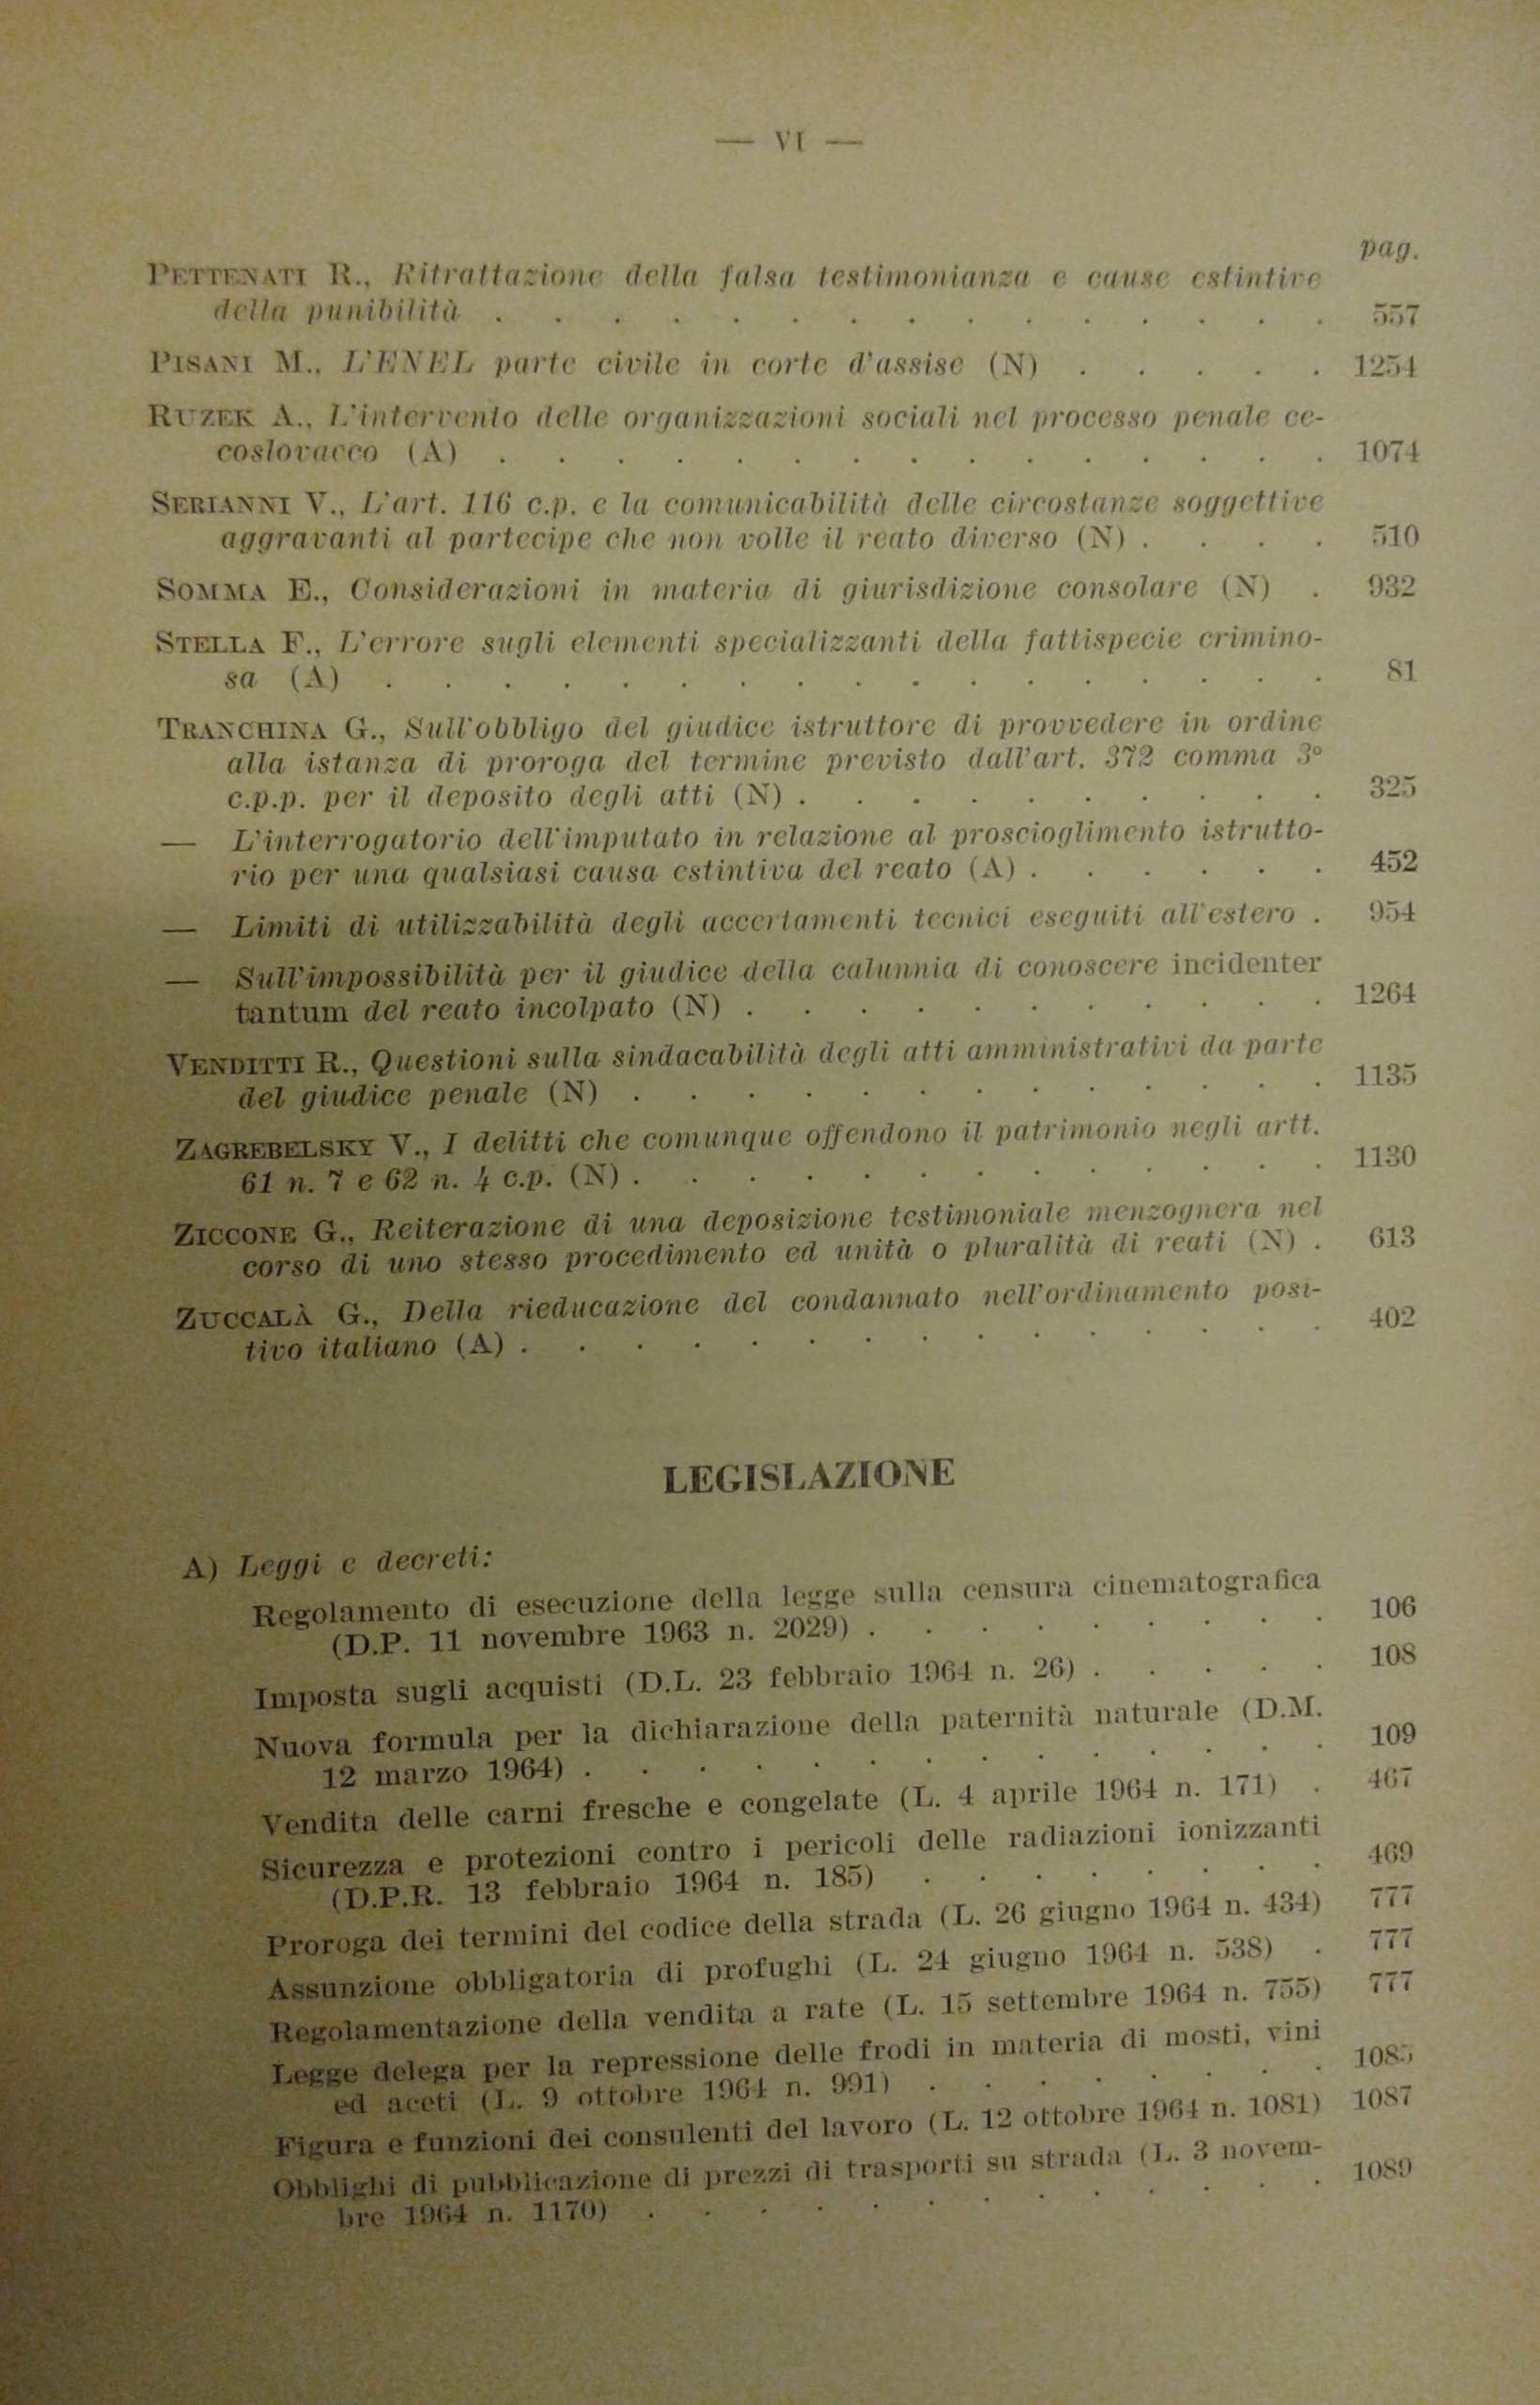 — VI —
pag.
PETTENATI R., Ritrattazione della falsa testimonianza e cause estintive
della punibilità . . . . . . . . . . . . . . . 557
PISANI M., L'ENEL parte civile in corte d'assise (N) . . . . . 1254
RUZEK A., L'intervento delle organizzazioni sociali nel processo penale ce-
coslovacco (A) . . . . . . . . . . . . . . . 1074
SERIANNI V., L'art. 116 c.p. e la comunicabilità delle circostanze soggettive
aggravanti al partecipe che non volle il reato diverso (N) . . . . 510
SOMMA E., Considerazioni in materia di giurisdizione consolare (N) . 932
STELLA F., L'errore sugli elementi specializzanti della fattispecie crimino-
sa (A) . . . . . . . . . . . . . . . . . 81
TRANCHINA G., Sull'obbligo del giudice istruttore di provvedere in ordine
alla istanza di proroga del termine previsto dall'art. 372 comma 3°
c.p.p. per il deposito degli atti (N) . . . . . . . . . . 325
— L'interrogatorio dell'imputato in relazione al proscioglimento istrutto-
rio per una qualsiasi causa estintiva del reato (A) . . . . . . 452
— Limiti di utilizzabilità degli accertamenti tecnici eseguiti all'estero . 954
— Sull'impossibilità per il giudice della calunnia di conoscere incidenter
tantum del reato incolpato (N) . . . . . . . . . . . 1264
VENDITTI R., Questioni sulla sindacabilità degli atti amministrativi da parte
del giudice penale (N) . . . . . . . . . . . . . 1135
ZAGREBELSKY V., I delitti che comunque offendono il patrimonio negli artt.
61 n. 7 e 62 n. 4 c.p. (N) . . . . . . . . . . . . . 1130
ZICCONE G., Reiterazione di una deposizione testimoniale menzognera nel
corso di uno stesso procedimento ed unità o pluralità di reati (N) . 613
ZUCCALÀ G., Della rieducazione del condannato nell'ordinamento posi-
tivo italiano (A) . . . . . . . . . . . . . . . 402
LEGISLAZIONE
A) Leggi e decreti:
Regolamento di esecuzione della legge sulla censura cinematografica
(D.P. 11 novembre 1963 n. 2029) . . . . . . . . . 106
Imposta sugli acquisti (D.L. 23 febbraio 1964 n. 26) . . . . . 108
Nuova formula per la dichiarazione della paternità naturale (D.M.
12 marzo 1964) . . . . . . . . . . . . . . 109
Vendita delle carni fresche e congelate (L. 4 aprile 1964 n. 171) . 467
Sicurezza e protezioni contro i pericoli delle radiazioni ionizzanti
(D.P.R. 13 febbraio 1964 n. 185) . . . . . . . . 469
Proroga dei termini del codice della strada (L. 26 giugno 1964 n. 434) 777
Assunzione obbligatoria di profughi (L. 24 giugno 1964 n. 538) . 777
Regolamentazione della vendita a rate (L. 15 settembre 1964 n. 755) 777
Legge delega per la repressione delle frodi in materia di mosti, vini
ed aceti (L. 9 ottobre 1964 n. 991) . . . . . . . . 1085
Figura e funzioni dei consulenti del lavoro (L. 12 ottobre 1964 n. 1081) 1087
Obblighi di pubblicazione di prezzi di trasporti su strada (L. 3 novem-
bre 1964 n. 1170) . . . . . . . . . . . . . 1089